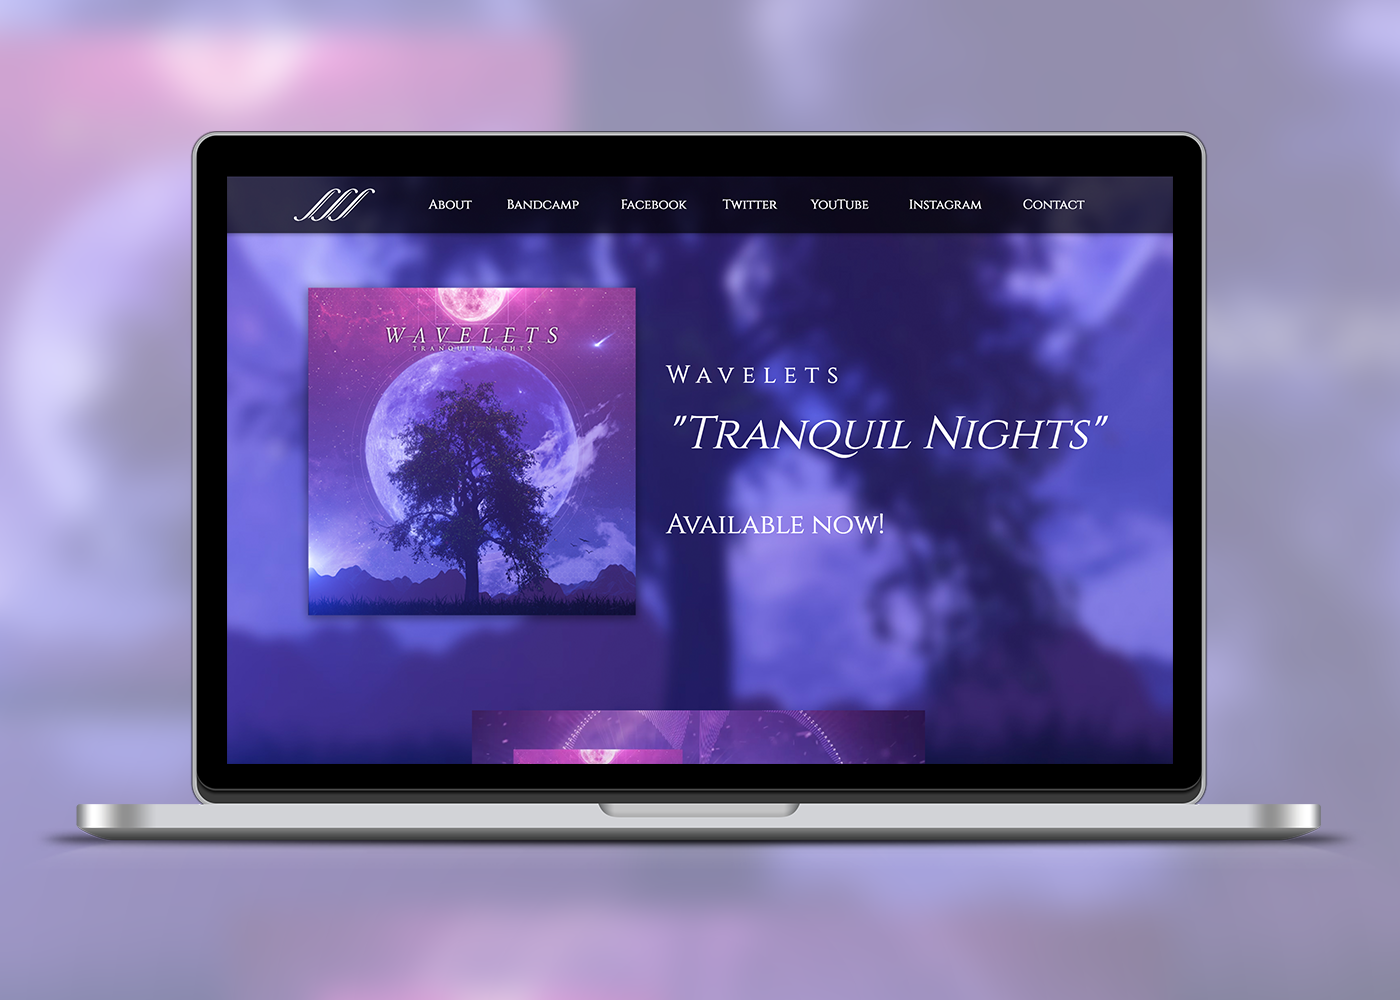 About Bandcamp Facebook Twitter YouTube Instagram Contact
WAVELETS
TRANQUIL NIGHTS
Wavelets
"Tranquil Nights"
Available now!